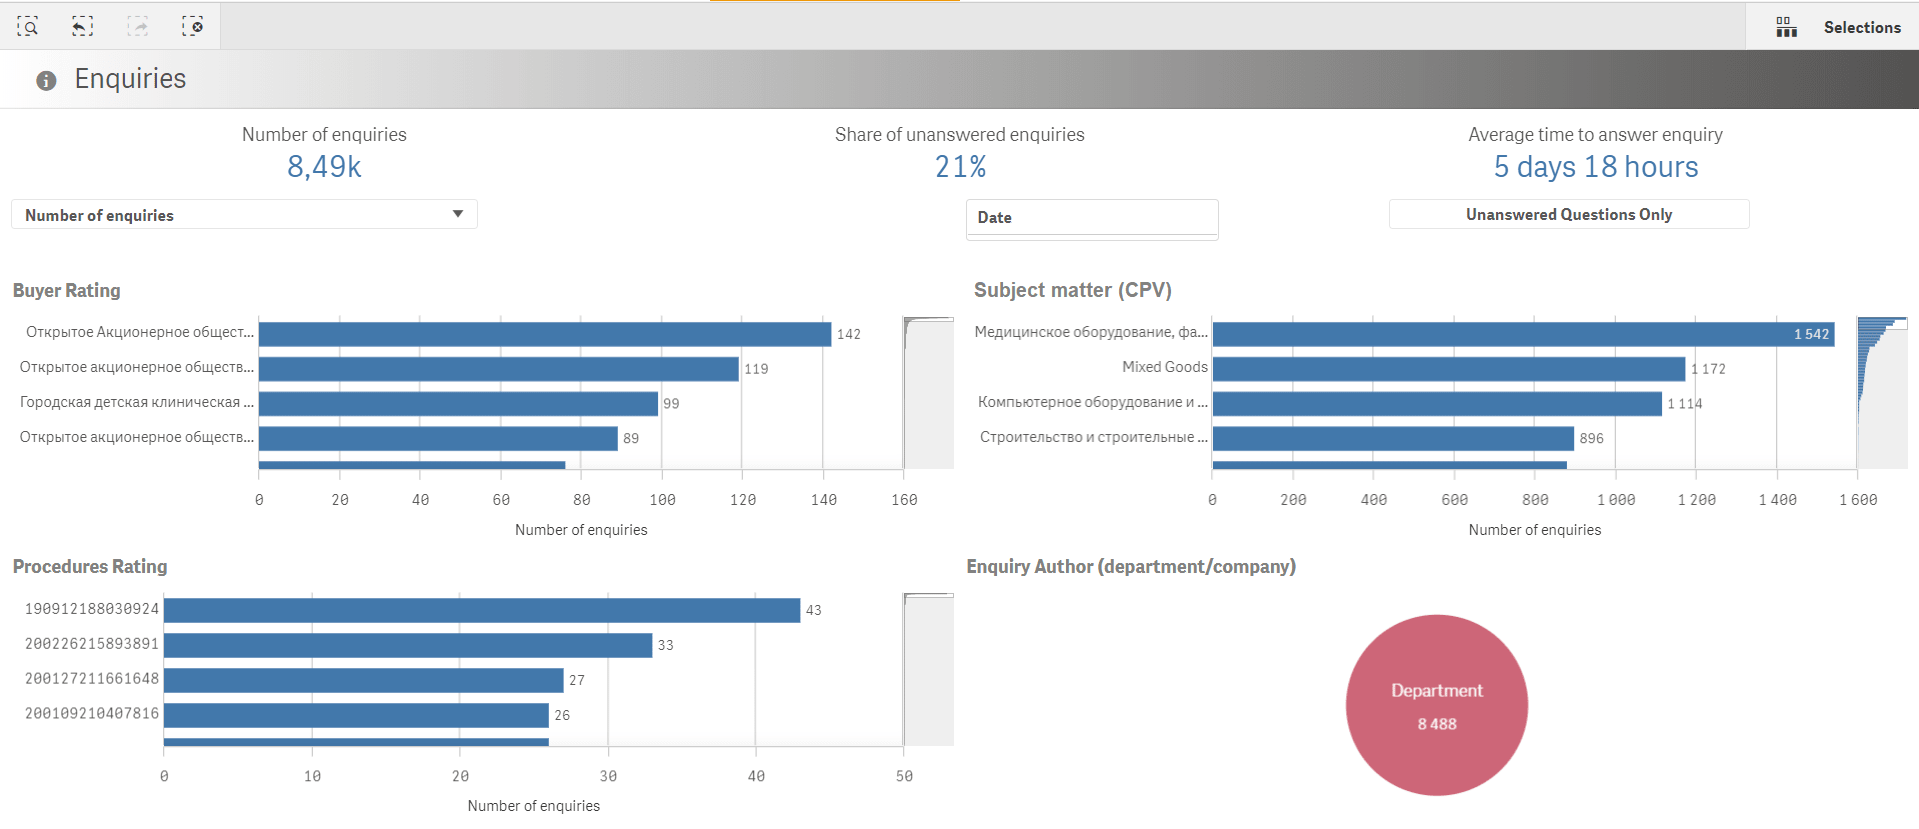 Selections
Enquiries
Number of enquiries
8,49k
Share of unanswered enquiries
21%
Average time to answer enquiry
5 days 18 hours
Number of enquiries
Date
Unanswered Questions Only
Buyer Rating
Открытое Акционерное общест... 142
Открытое акционерное обществ... 119
Городская детская клиническая ... 99
Открытое акционерное обществ... 89
0 20 40 60 80 100 120 140 160
Number of enquiries
Subject matter (CPV)
Медицинское оборудование, фа... 1 542
Mixed Goods 1 172
Компьютерное оборудование и ... 1 114
Строительство и строительные ... 896
0 200 400 600 800 1 000 1 200 1 400 1 600
Number of enquiries
Procedures Rating
190912188030924 43
200226215893891 33
200127211661648 27
200109210407816 26
0 10 20 30 40 50
Number of enquiries
Enquiry Author (department/company)
Department
8 488